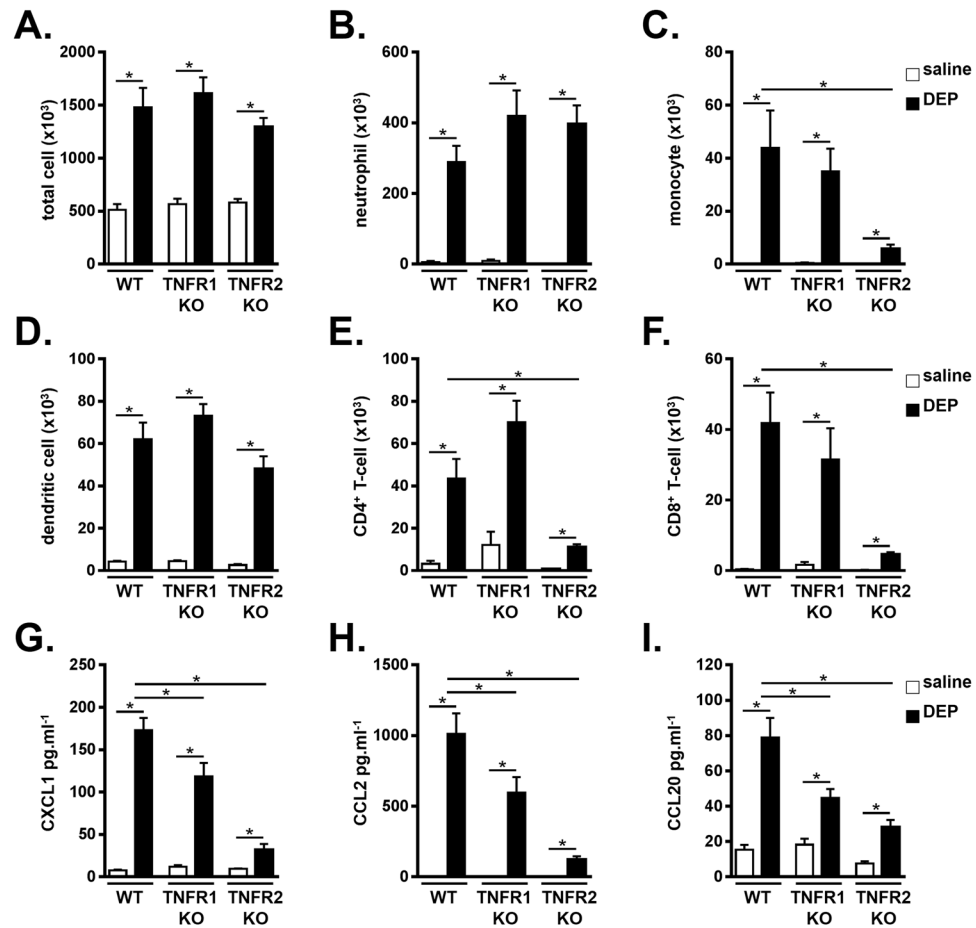 A.
total cell (x10³)
2000
1500
1000
500
0
* * *
WT TNFR1 TNFR2
KO KO
B.
neutrophil (x10³)
600
400
200
0
* * *
WT TNFR1 TNFR2
KO KO
C.
monocyte (x10³)
80
60
40
20
0
* * * *
WT TNFR1 TNFR2
KO KO
saline
DEP
D.
dendritic cell (x10³)
100
80
60
40
20
0
* * *
WT TNFR1 TNFR2
KO KO
E.
CD4⁺ T-cell (x10³)
100
80
60
40
20
0
* * * *
WT TNFR1 TNFR2
KO KO
F.
CD8⁺ T-cell (x10³)
60
40
20
0
* * * *
WT TNFR1 TNFR2
KO KO
saline
DEP
G.
CXCL1 pg.ml⁻¹
250
200
150
100
50
0
* * * * *
WT TNFR1 TNFR2
KO KO
H.
CCL2 pg.ml⁻¹
1500
1000
500
0
* * * * *
WT TNFR1 TNFR2
KO KO
I.
CCL20 pg.ml⁻¹
120
100
80
60
40
20
0
* * * * *
WT TNFR1 TNFR2
KO KO
saline
DEP